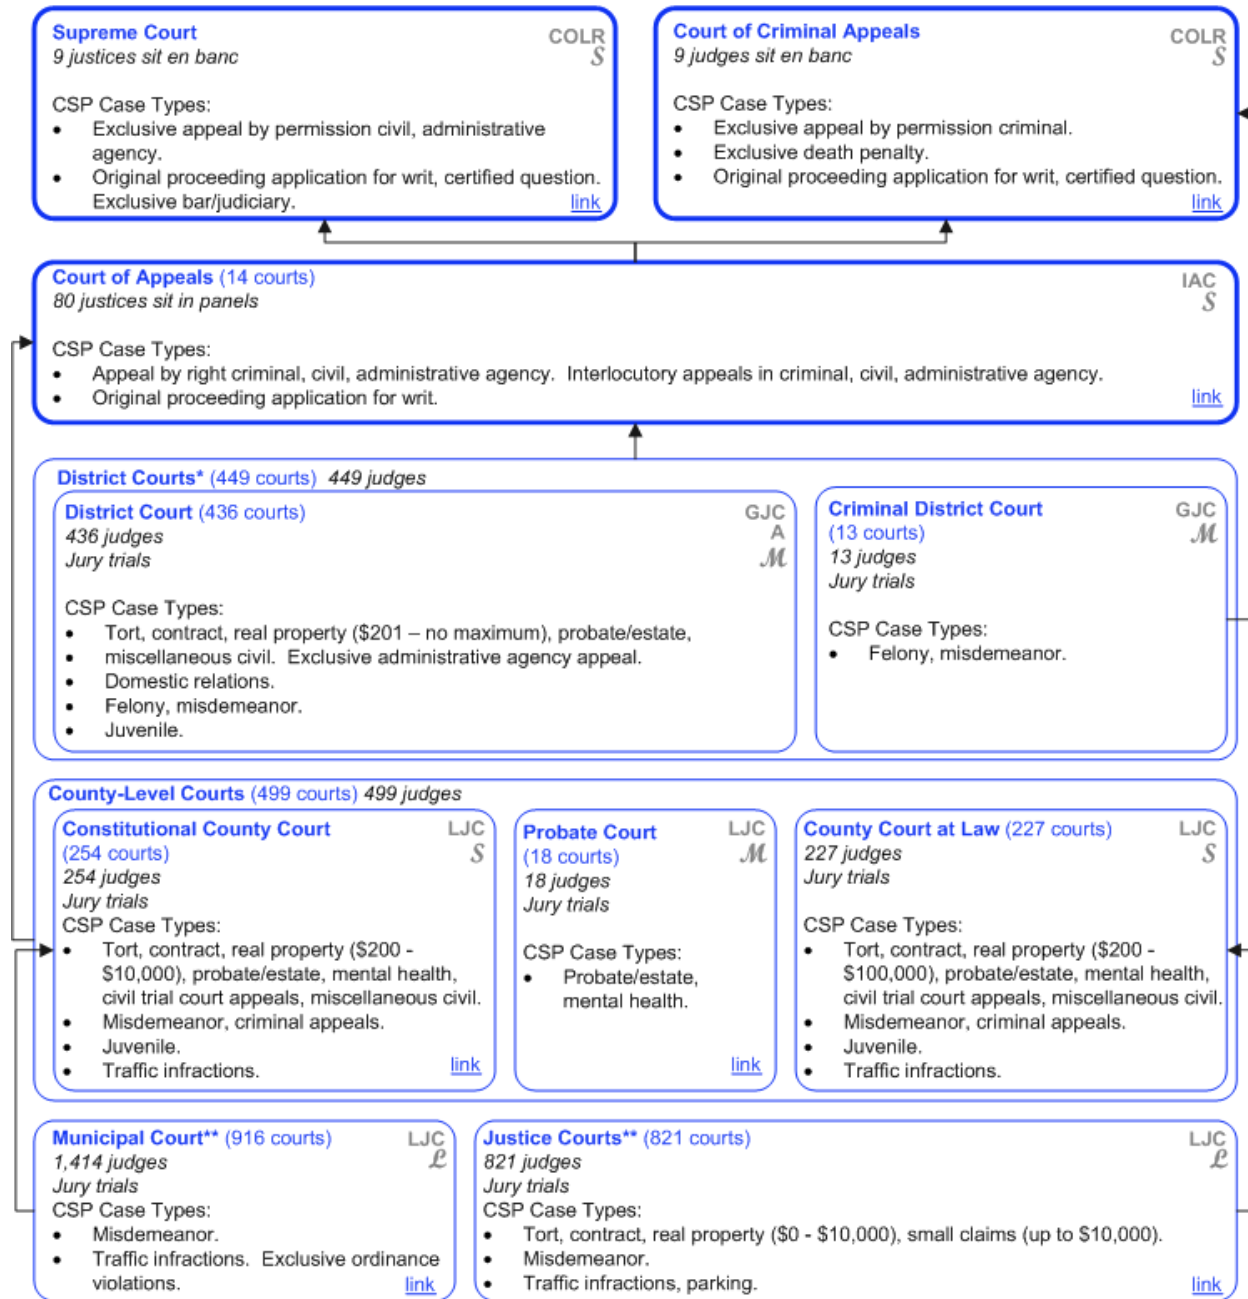 Supreme Court
COLR
9 justices sit en banc
S
CSP Case Types:
• Exclusive appeal by permission civil, administrative
agency.
• Original proceeding application for writ, certified question.
Exclusive bar/judiciary.
link
Court of Criminal Appeals
COLR
9 judges sit en banc
S
CSP Case Types:
• Exclusive appeal by permission criminal.
• Exclusive death penalty.
• Original proceeding application for writ, certified question.
link
Court of Appeals (14 courts)
IAC
80 justices sit in panels
S
CSP Case Types:
• Appeal by right criminal, civil, administrative agency. Interlocutory appeals in criminal, civil, administrative agency.
• Original proceeding application for writ.
link
District Courts* (449 courts) 449 judges
District Court (436 courts)
GJC
436 judges
A
Jury trials
M
CSP Case Types:
• Tort, contract, real property ($201 – no maximum), probate/estate,
• miscellaneous civil. Exclusive administrative agency appeal.
• Domestic relations.
• Felony, misdemeanor.
• Juvenile.
Criminal District Court
GJC
(13 courts)
M
13 judges
Jury trials
CSP Case Types:
• Felony, misdemeanor.
County-Level Courts (499 courts) 499 judges
Constitutional County Court
LJC
(254 courts)
S
254 judges
Jury trials
CSP Case Types:
• Tort, contract, real property ($200 -
$10,000), probate/estate, mental health,
civil trial court appeals, miscellaneous civil.
• Misdemeanor, criminal appeals.
• Juvenile.
• Traffic infractions.
link
Probate Court
LJC
(18 courts)
M
18 judges
Jury trials
CSP Case Types:
• Probate/estate,
mental health.
link
County Court at Law (227 courts)
LJC
227 judges
S
Jury trials
CSP Case Types:
• Tort, contract, real property ($200 -
$100,000), probate/estate, mental health,
civil trial court appeals, miscellaneous civil.
• Misdemeanor, criminal appeals.
• Juvenile.
• Traffic infractions.
Municipal Court** (916 courts)
LJC
1,414 judges
L
Jury trials
CSP Case Types:
• Misdemeanor.
• Traffic infractions. Exclusive ordinance
violations.
link
Justice Courts** (821 courts)
LJC
821 judges
L
Jury trials
CSP Case Types:
• Tort, contract, real property ($0 - $10,000), small claims (up to $10,000).
• Misdemeanor.
• Traffic infractions, parking.
link